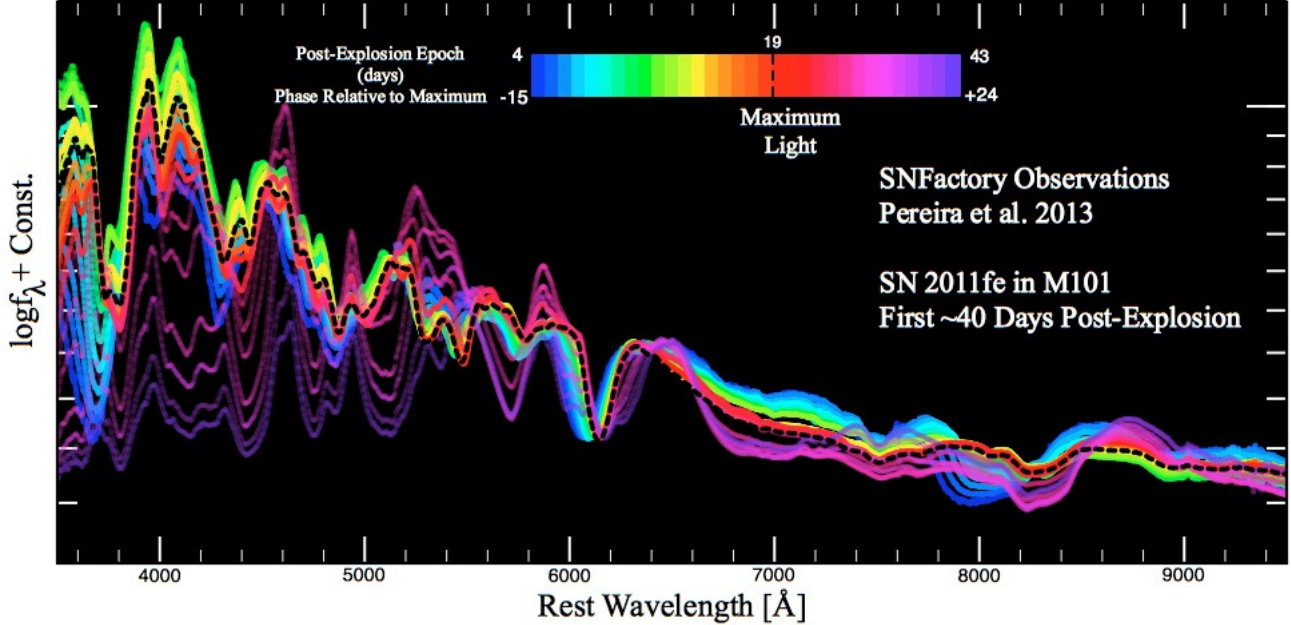 Post-Explosion Epoch
(days)
Phase Relative to Maximum
4
19
43
-15
+24
Maximum
Light
SNFactory Observations
Pereira et al. 2013
SN 2011fe in M101
First ~40 Days Post-Explosion
logfλ+ Const.
4000
5000
6000
7000
8000
9000
Rest Wavelength [Å]